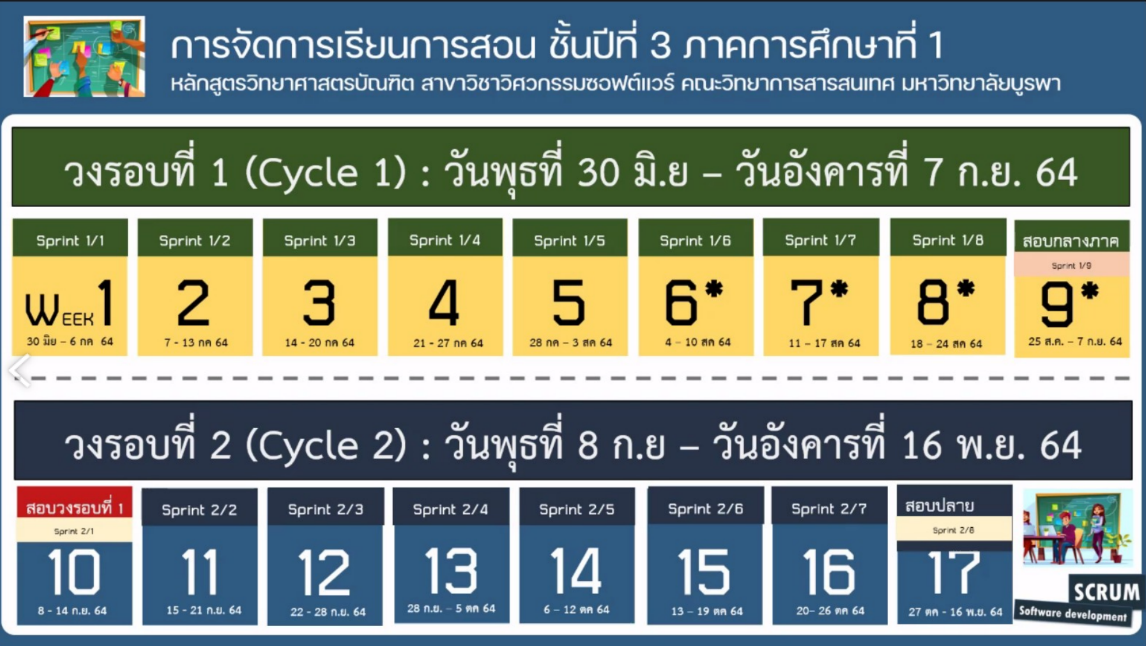 การจัดการเรียนการสอน ชั้นปีที่ 3 ภาคการศึกษาที่ 1
หลักสูตรวิทยาศาสตรบัณฑิต สาขาวิชาวิศวกรรมซอฟต์แวร์ คณะวิทยาการสารสนเทศ มหาวิทยาลัยบูรพา
วงรอบที่ 1 (Cycle 1) : วันพุธที่ 30 มิ.ย – วันอังคารที่ 7 ก.ย. 64
Sprint 1/1
WEEK 1
30 มิย – 6 กค 64
Sprint 1/2
2
7 - 13 กค 64
Sprint 1/3
3
14 - 20 กค 64
Sprint 1/4
4
21 - 27 กค 64
Sprint 1/5
5
28 กค – 3 สค 64
Sprint 1/6
6*
4 – 10 สค 64
Sprint 1/7
7*
11 – 17 สค 64
Sprint 1/8
8*
18 – 24 สค 64
สอบกลางภาค
Sprint 1/9
9*
25 ส.ค. – 7 ก.ย. 64
วงรอบที่ 2 (Cycle 2) : วันพุธที่ 8 ก.ย – วันอังคารที่ 16 พ.ย. 64
สอบวงรอบที่ 1
Sprint 2/1
10
8 - 14 ก.ย. 64
Sprint 2/2
11
15 - 21 ก.ย. 64
Sprint 2/3
12
22 - 28 ก.ย. 64
Sprint 2/4
13
28 ก.ย. – 5 ตค 64
Sprint 2/5
14
6 – 12 ตค 64
Sprint 2/6
15
13 – 19 ตค 64
Sprint 2/7
16
20– 26 ตค 64
สอบปลาย
Sprint 2/8
17
27 ตค - 16 พ.ย. 64
SCRUM
Software development